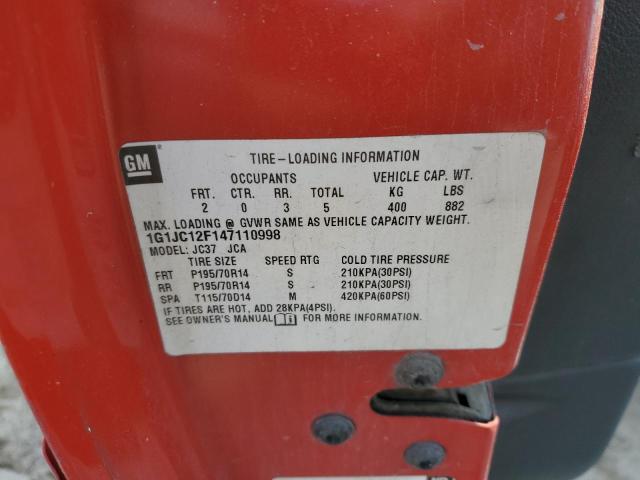 GM
TIRE-LOADING INFORMATION
OCCUPANTS VEHICLE CAP. WT.
FRT. CTR. RR. TOTAL KG LBS
2 0 3 5 400 882
MAX. LOADING @ GVWR SAME AS VEHICLE CAPACITY WEIGHT.
1G1JC12F147110998
MODEL: JC37 JCA
TIRE SIZE SPEED RTG COLD TIRE PRESSURE
FRT P195/70R14 S 210KPA(30PSI)
RR P195/70R14 S 210KPA(30PSI)
SPA T115/70D14 M 420KPA(60PSI)
IF TIRES ARE HOT, ADD 28KPA(4PSI).
SEE OWNER'S MANUAL i FOR MORE INFORMATION.